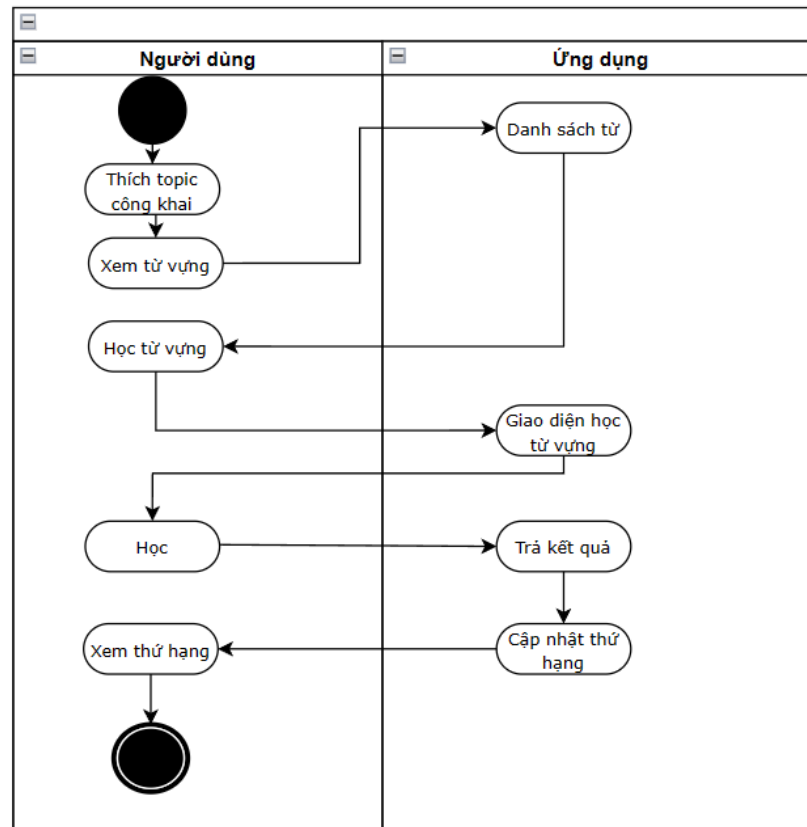 Người dùng
Ứng dụng
Danh sách từ
Thích topic
công khai
Xem từ vựng
Học từ vựng
Giao diện học
từ vựng
Học
Trả kết quả
Xem thứ hạng
Cập nhật thứ
hạng